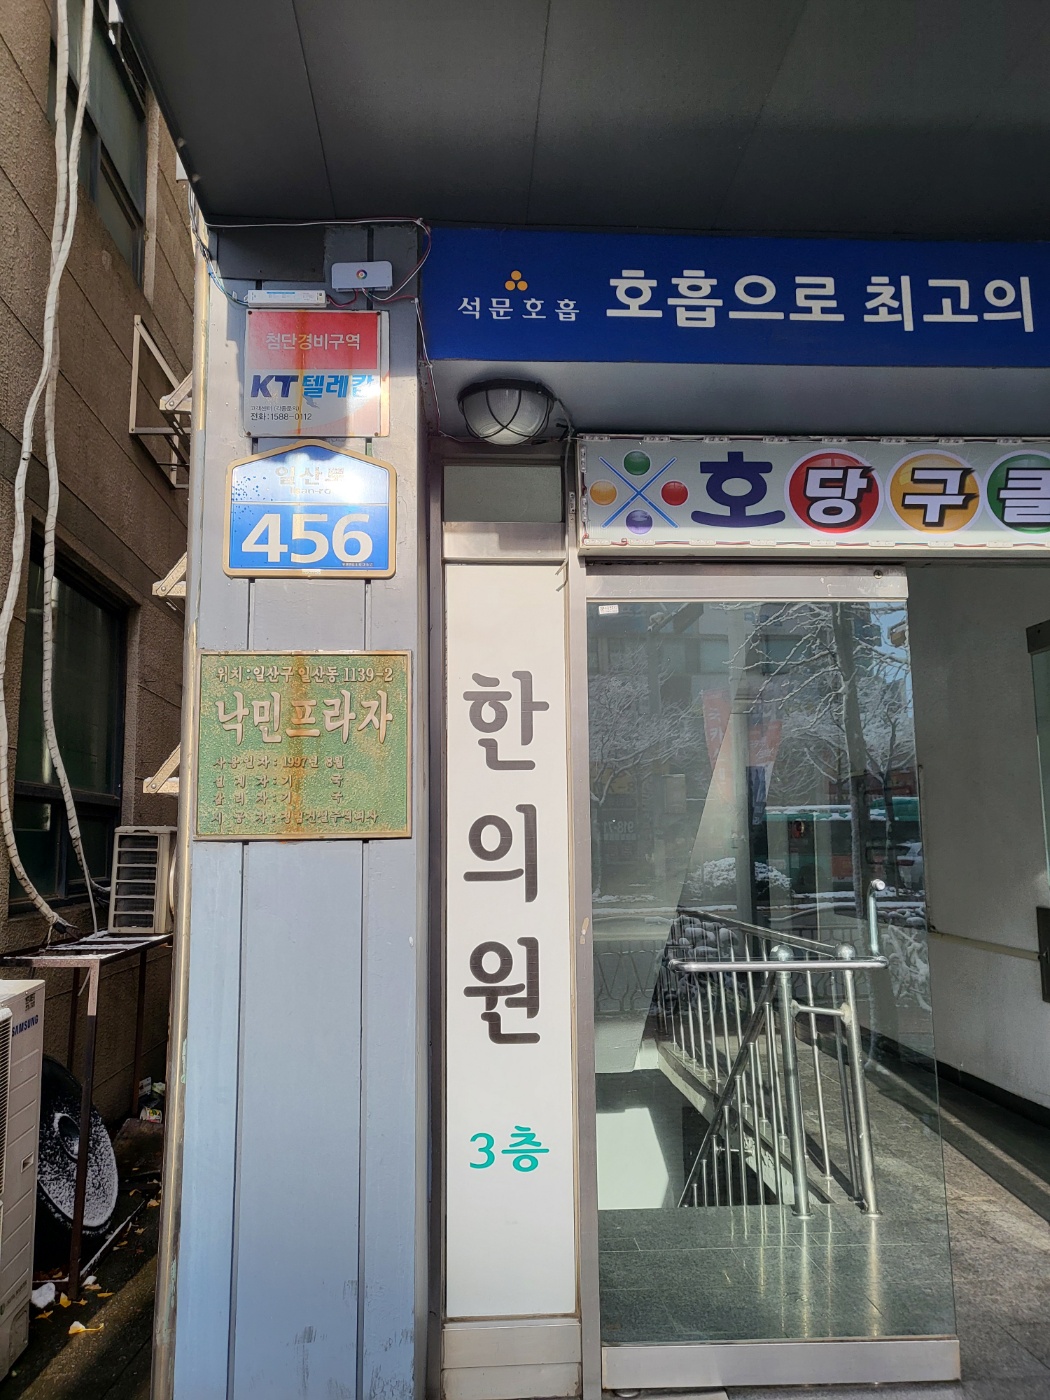 석문호흡
호흡으로 최고의
첨단경비구역
KT텔레캅
전화:1588-0112
일산로
456
호당구클
위치:일산구 일산동 1139-2
낙민프라자
사용일자:1997년 8월
한
의
원
3층
SAMSUNG